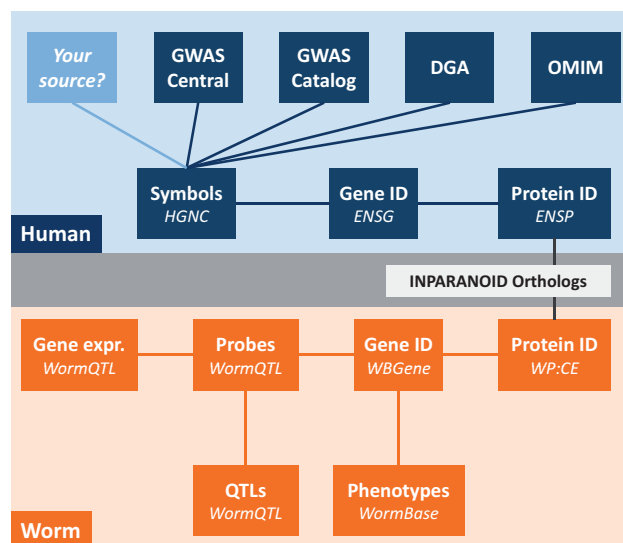 Your
source?
GWAS
Central
GWAS
Catalog
DGA
OMIM
Symbols
HGNC
Gene ID
ENSG
Protein ID
ENSP
Human
INPARANOID Orthologs
Gene expr.
WormQTL
Probes
WormQTL
Gene ID
WBGene
Protein ID
WP:CE
QTLs
WormQTL
Phenotypes
WormBase
Worm